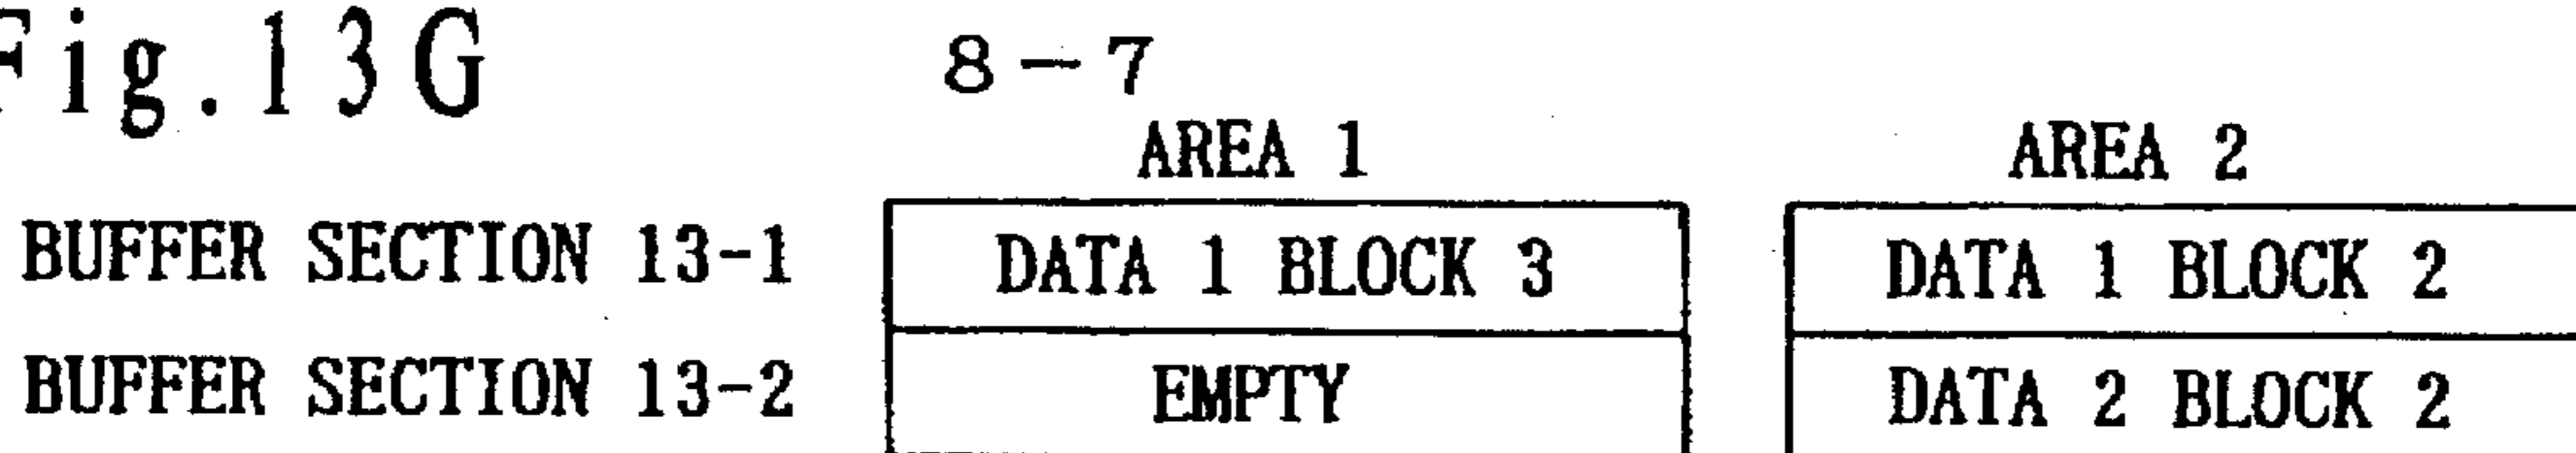 Fig.13G 8-7
AREA 1 AREA 2
BUFFER SECTION 13-1 DATA 1 BLOCK 3 DATA 1 BLOCK 2
BUFFER SECTION 13-2 EMPTY DATA 2 BLOCK 2